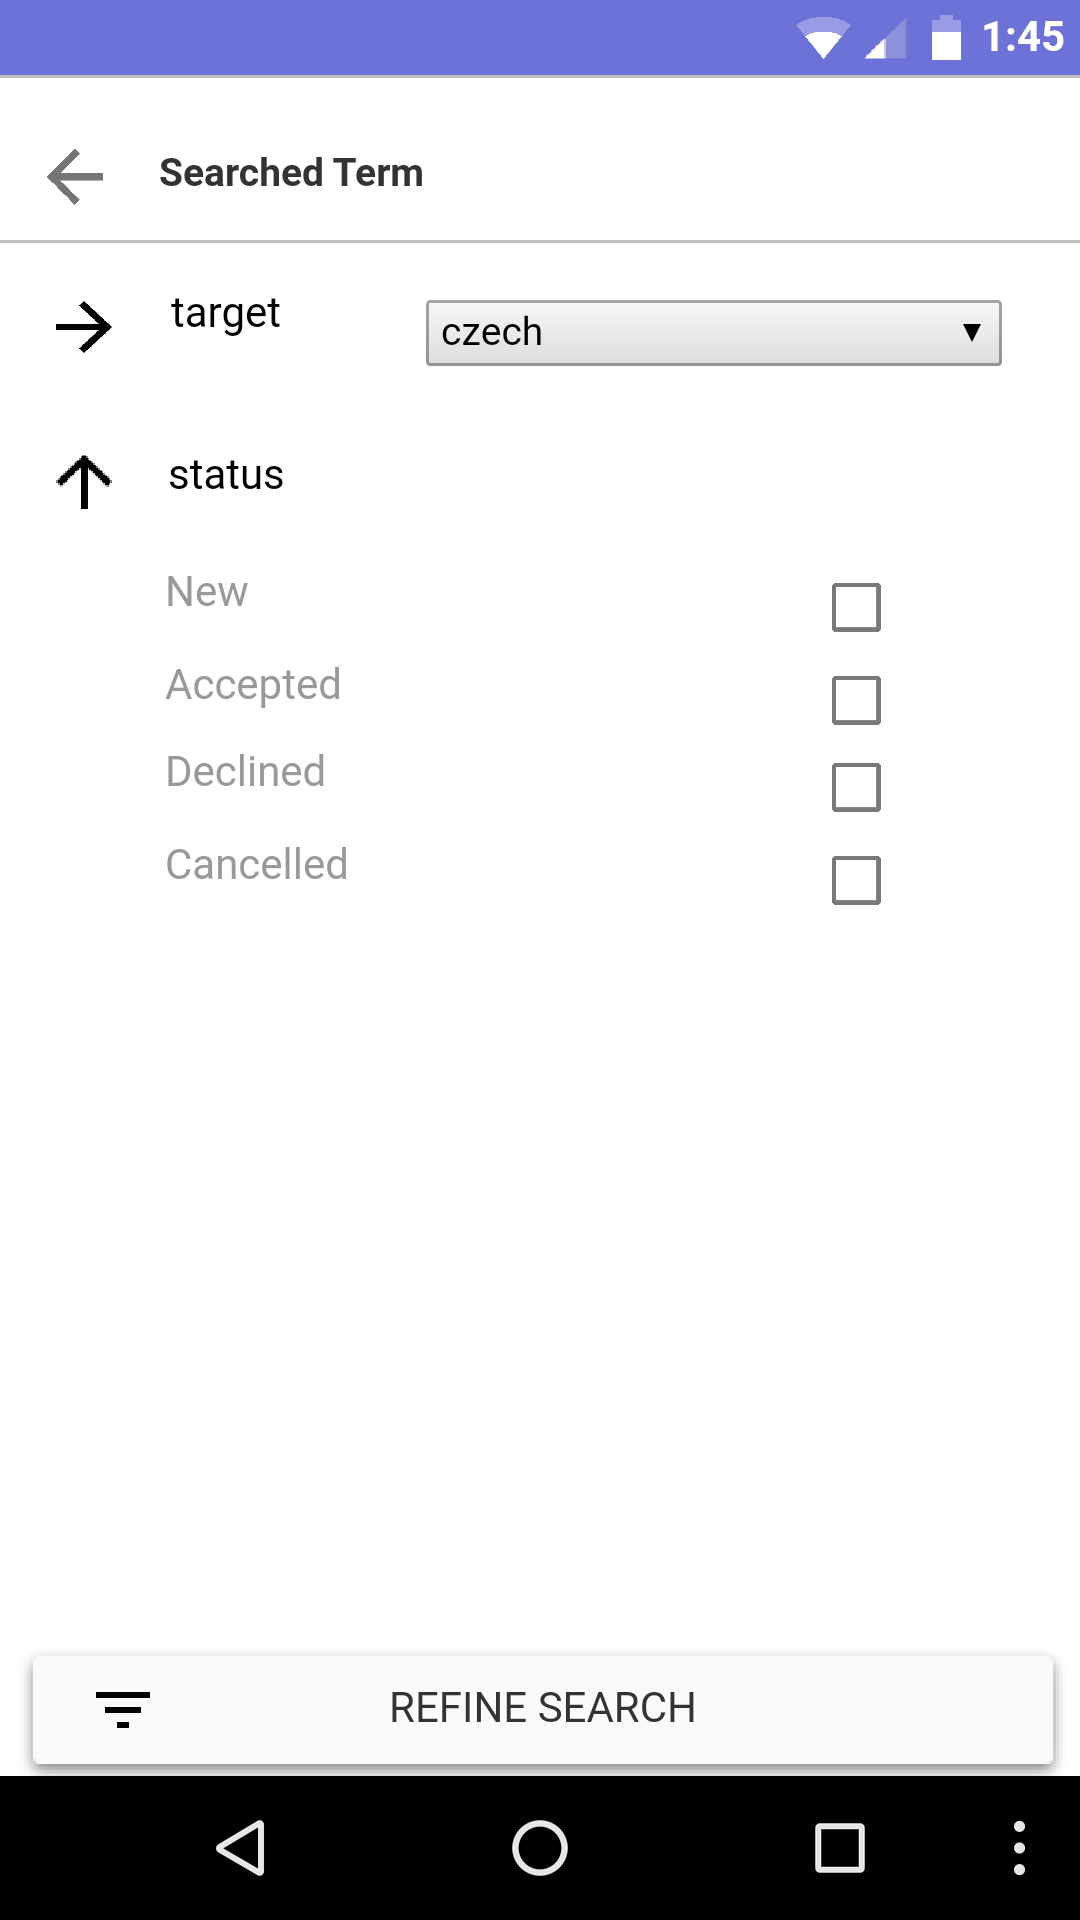 1:45
Searched Term
target
czech
status
New
Accepted
Declined
Cancelled
REFINE SEARCH